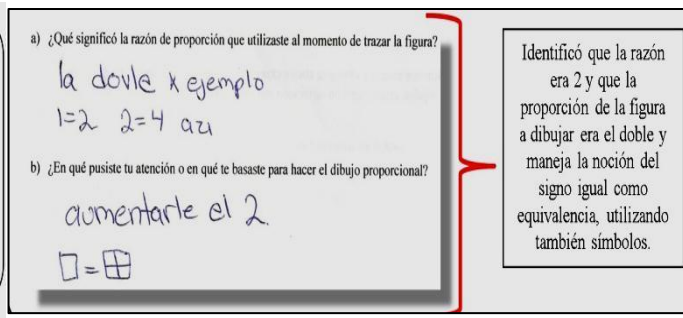 a) ¿Qué significó la razón de proporción que utilizaste al momento de trazar la figura?
la dovle x ejemplo
1=2 2=4 azi
b) ¿En qué pusiste tu atención o en qué te basaste para hacer el dibujo proporcional?
aumentarle el 2.
Identificó que la razón
era 2 y que la
proporción de la figura
a dibujar era el doble y
maneja la noción del
signo igual como
equivalencia, utilizando
también símbolos.